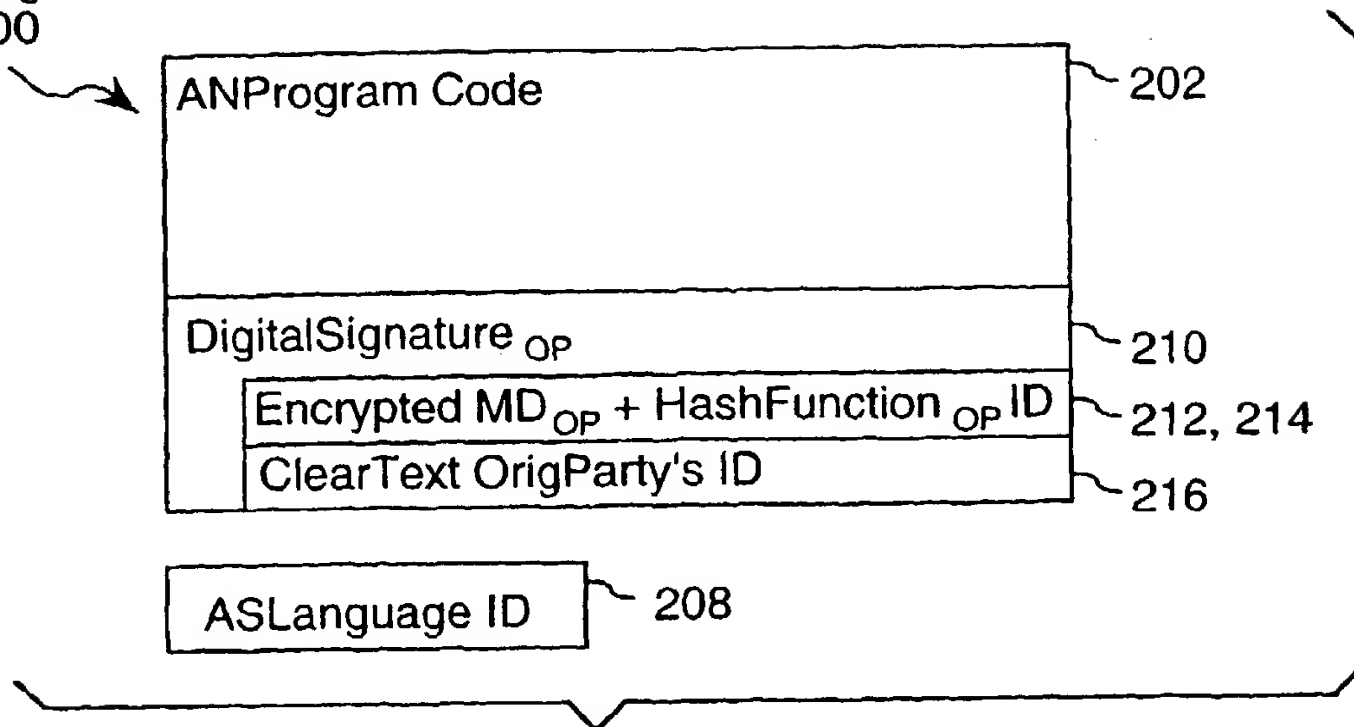 00
ANProgram Code
202
DigitalSignature OP
210
Encrypted MD OP + HashFunction OP ID
212, 214
ClearText OrigParty's ID
216
ASLanguage ID
208